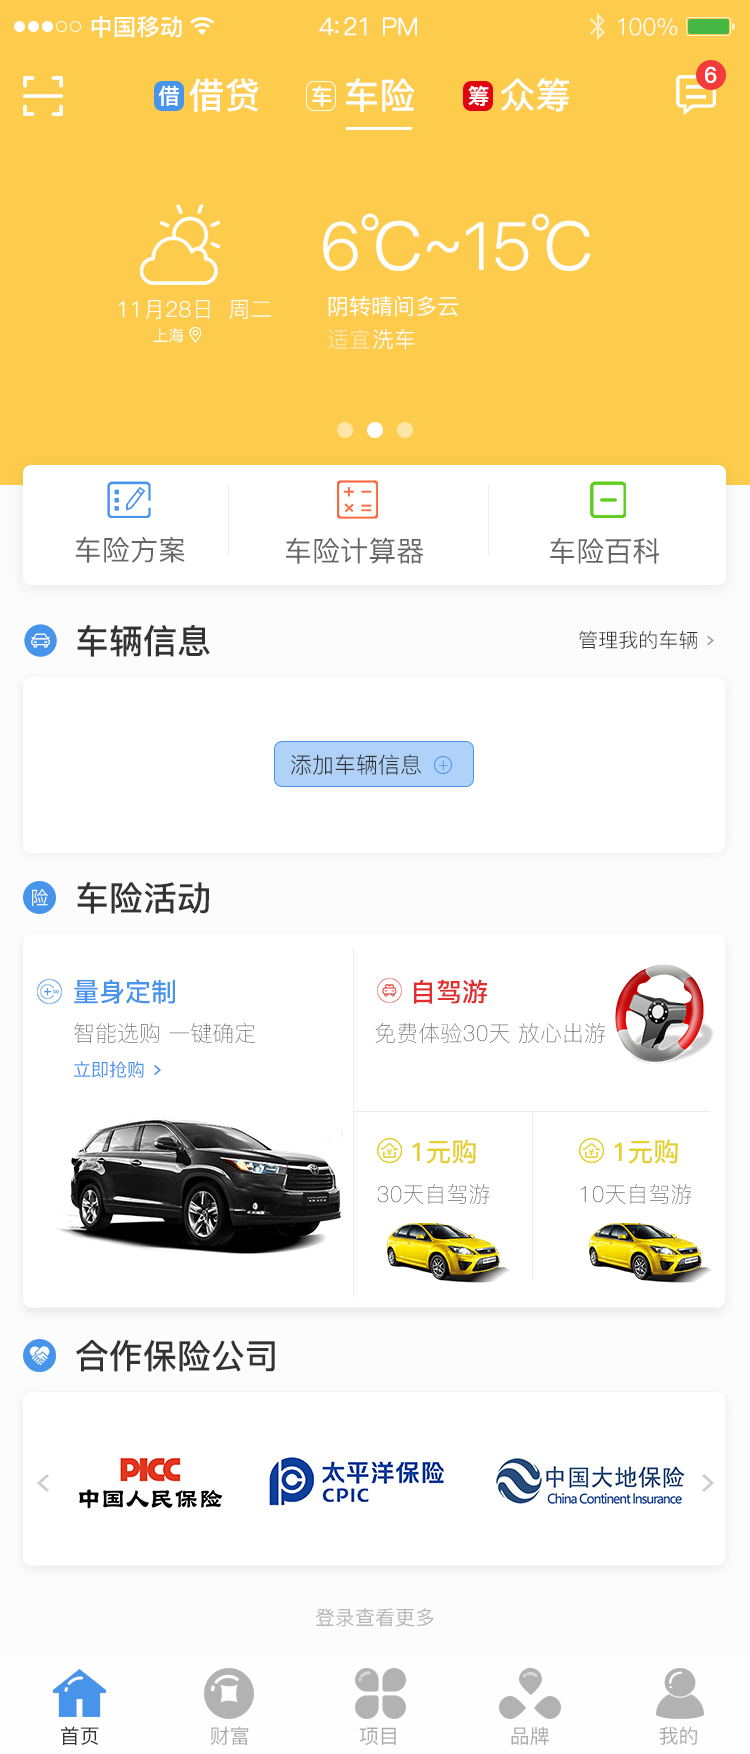 中国移动 4:21 PM 100%
借 借贷 车 车险 筹 众筹 6
6℃~15℃
11月28日 周二 阴转晴间多云
上海 适宜洗车
车险方案 车险计算器 车险百科
车辆信息 管理我的车辆 >
添加车辆信息
险 车险活动
量身定制 自驾游
智能选购 一键确定 免费体验30天 放心出游
立即抢购 >
1元购 1元购
30天自驾游 10天自驾游
合作保险公司
PICC 太平洋保险 中国大地保险
中国人民保险 CPIC China Continent Insurance
登录查看更多
首页 财富 项目 品牌 我的